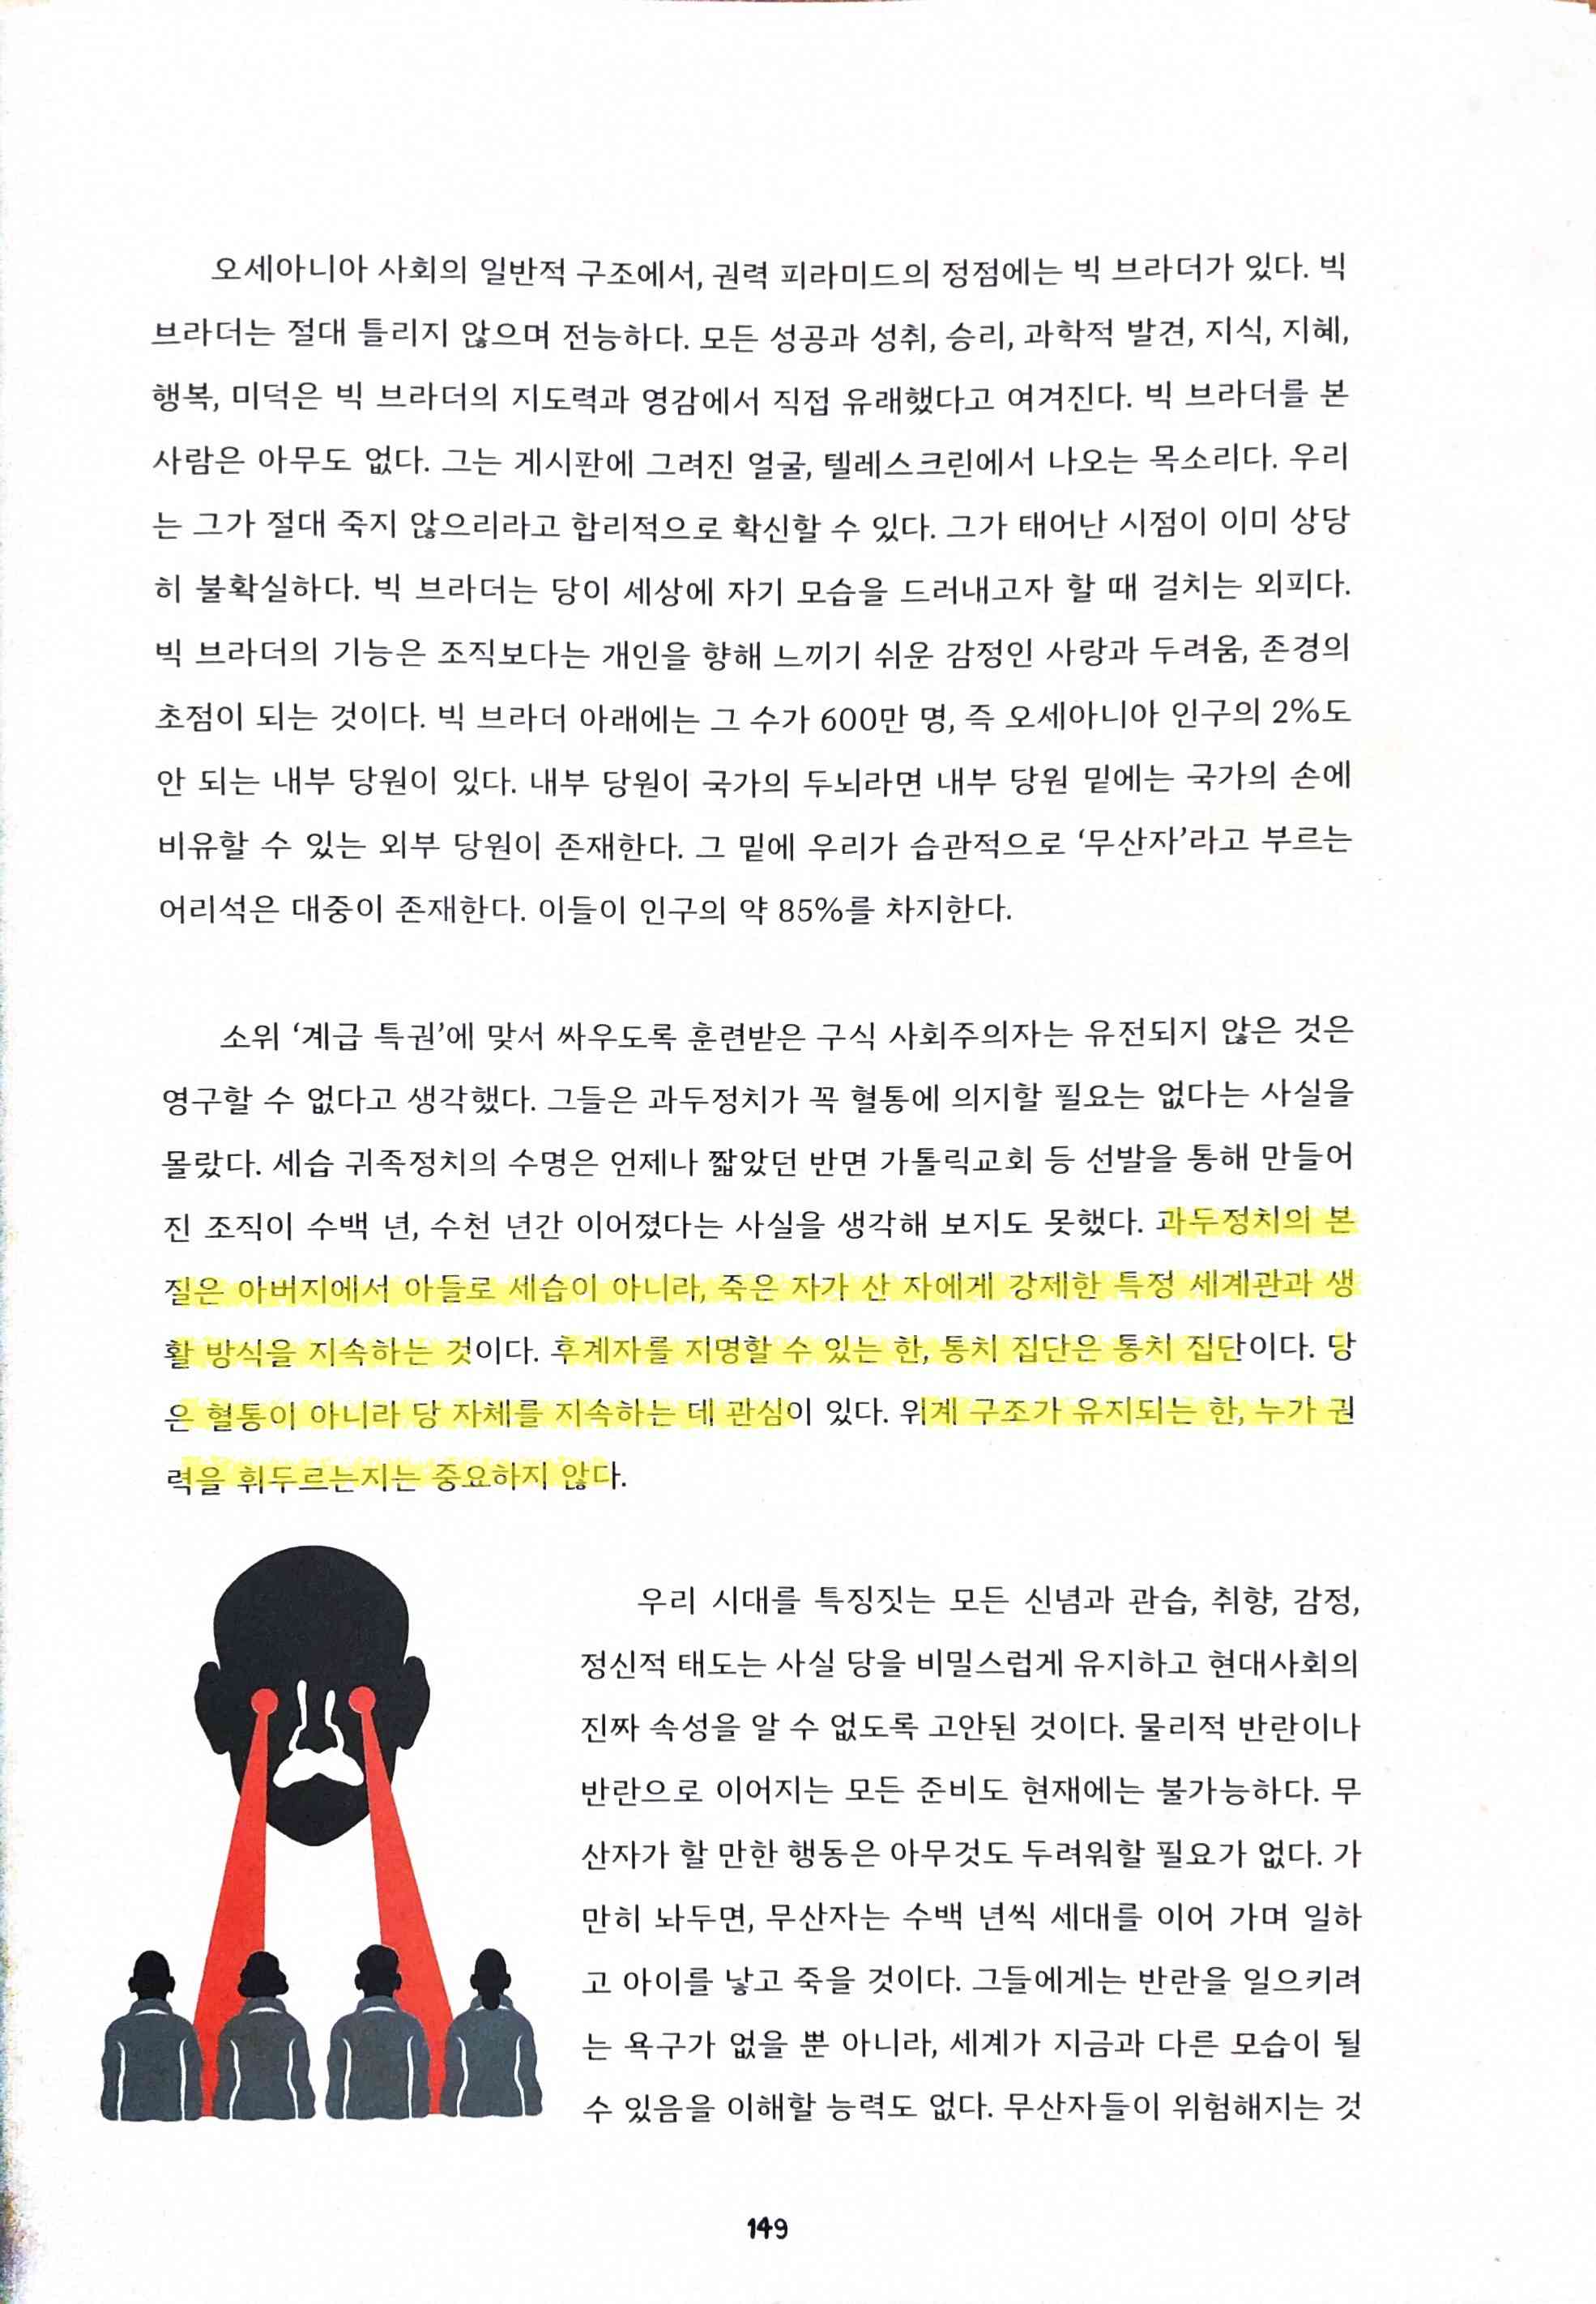 오세아니아 사회의 일반적 구조에서, 권력 피라미드의 정점에는 빅 브라더가 있다. 빅
브라더는 절대 틀리지 않으며 전능하다. 모든 성공과 성취, 승리, 과학적 발견, 지식, 지혜,
행복, 미덕은 빅 브라더의 지도력과 영감에서 직접 유래했다고 여겨진다. 빅 브라더를 본
사람은 아무도 없다. 그는 게시판에 그려진 얼굴, 텔레스크린에서 나오는 목소리다. 우리
는 그가 절대 죽지 않으리라고 합리적으로 확신할 수 있다. 그가 태어난 시점이 이미 상당
히 불확실하다. 빅 브라더는 당이 세상에 자기 모습을 드러내고자 할 때 걸치는 외피다.
빅 브라더의 기능은 조직보다는 개인을 향해 느끼기 쉬운 감정인 사랑과 두려움, 존경의
초점이 되는 것이다. 빅 브라더 아래에는 그 수가 600만 명, 즉 오세아니아 인구의 2%도
안 되는 내부 당원이 있다. 내부 당원이 국가의 두뇌라면 내부 당원 밑에는 국가의 손에
비유할 수 있는 외부 당원이 존재한다. 그 밑에 우리가 습관적으로 ‘무산자’라고 부르는
어리석은 대중이 존재한다. 이들이 인구의 약 85%를 차지한다.
소위 ‘계급 특권’에 맞서 싸우도록 훈련받은 구식 사회주의자는 유전되지 않은 것은
영구할 수 없다고 생각했다. 그들은 과두정치가 꼭 혈통에 의지할 필요는 없다는 사실을
몰랐다. 세습 귀족정치의 수명은 언제나 짧았던 반면 가톨릭교회 등 선발을 통해 만들어
진 조직이 수백 년, 수천 년간 이어졌다는 사실을 생각해 보지도 못했다. 과두정치의 본
질은 아버지에서 아들로 세습이 아니라, 죽은 자가 산 자에게 강제한 특정 세계관과 생
활 방식을 지속하는 것이다. 후계자를 지명할 수 있는 한, 통치 집단은 통치 집단이다. 당
은 혈통이 아니라 당 자체를 지속하는 데 관심이 있다. 위계 구조가 유지되는 한, 누가 권
력을 휘두르는지는 중요하지 않다.
우리 시대를 특징짓는 모든 신념과 관습, 취향, 감정,
정신적 태도는 사실 당을 비밀스럽게 유지하고 현대사회의
진짜 속성을 알 수 없도록 고안된 것이다. 물리적 반란이나
반란으로 이어지는 모든 준비도 현재에는 불가능하다. 무
산자가 할 만한 행동은 아무것도 두려워할 필요가 없다. 가
만히 놔두면, 무산자는 수백 년씩 세대를 이어 가며 일하
고 아이를 낳고 죽을 것이다. 그들에게는 반란을 일으키려
는 욕구가 없을 뿐 아니라, 세계가 지금과 다른 모습이 될
수 있음을 이해할 능력도 없다. 무산자들이 위험해지는 것
149